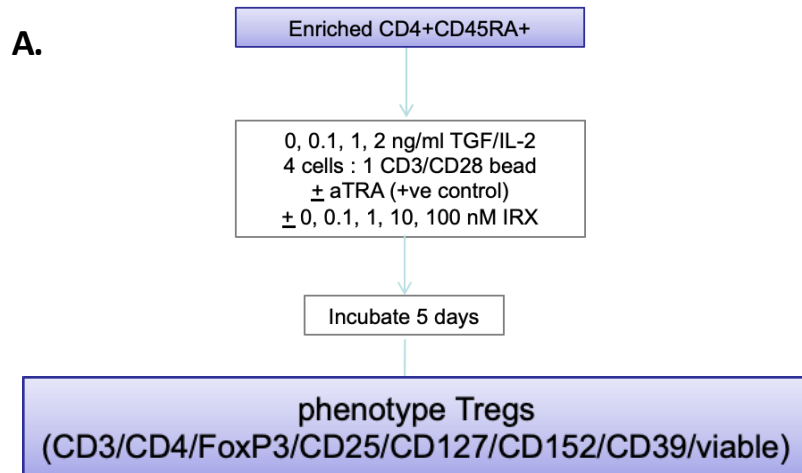 A.
Enriched CD4+CD45RA+
0, 0.1, 1, 2 ng/ml TGF/IL-2
4 cells : 1 CD3/CD28 bead
± aTRA (+ve control)
± 0, 0.1, 1, 10, 100 nM IRX
Incubate 5 days
phenotype Tregs
(CD3/CD4/FoxP3/CD25/CD127/CD152/CD39/viable)